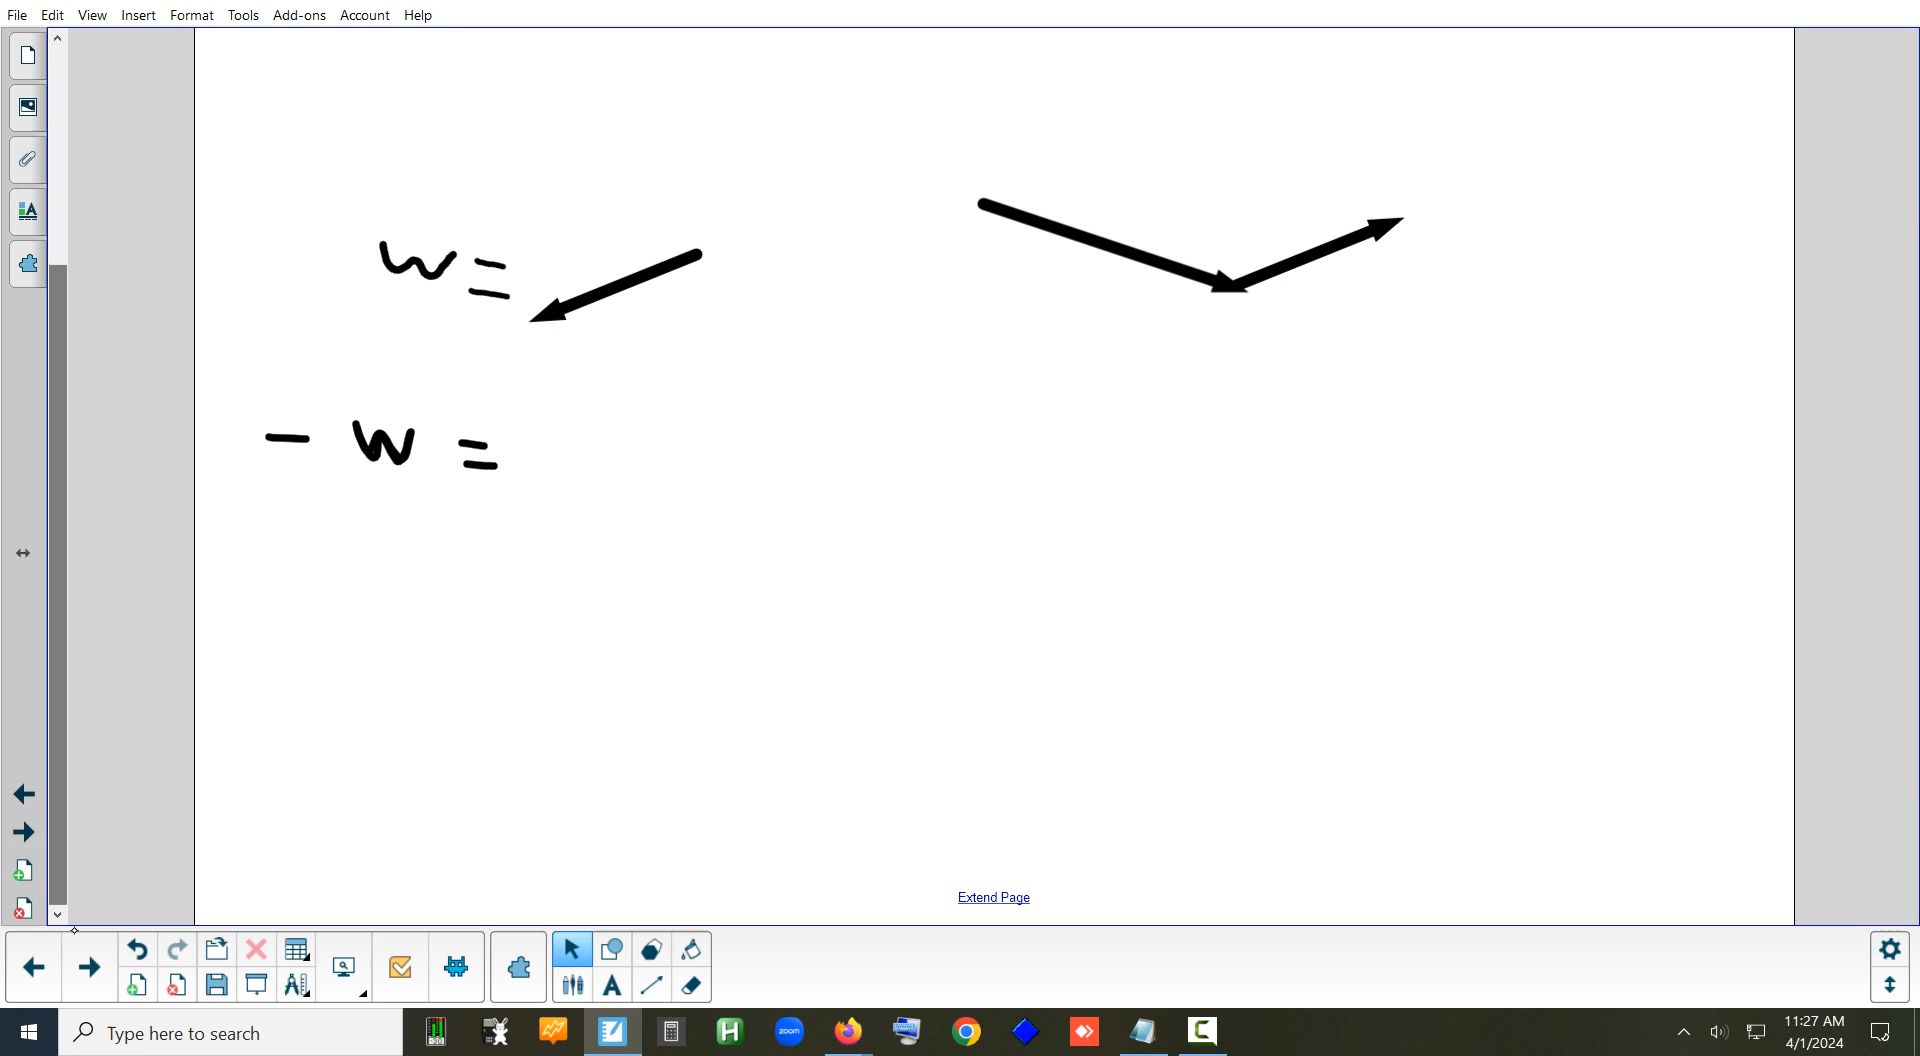 File Edit View Insert Format Tools Add-ons Account Help
w =
- w =
Extend Page
A
A
Type here to search
H
zoom
C
11:27 AM
4/1/2024